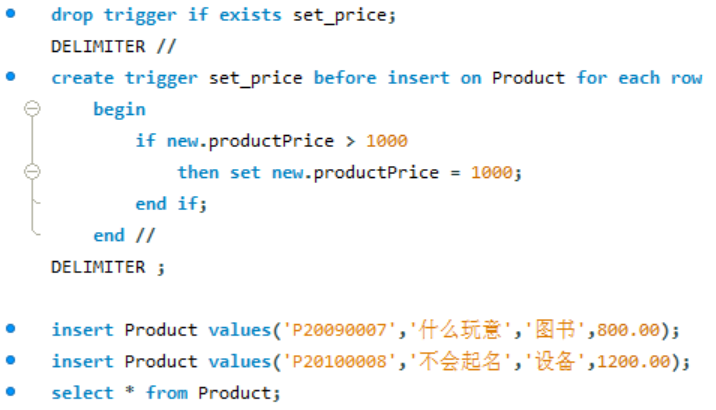 drop trigger if exists set_price;
DELIMITER //
create trigger set_price before insert on Product for each row
begin
if new.productPrice > 1000
then set new.productPrice = 1000;
end if;
end //
DELIMITER ;
insert Product values('P20090007','什么玩意','图书',800.00);
insert Product values('P20100008','不会起名','设备',1200.00);
select * from Product;